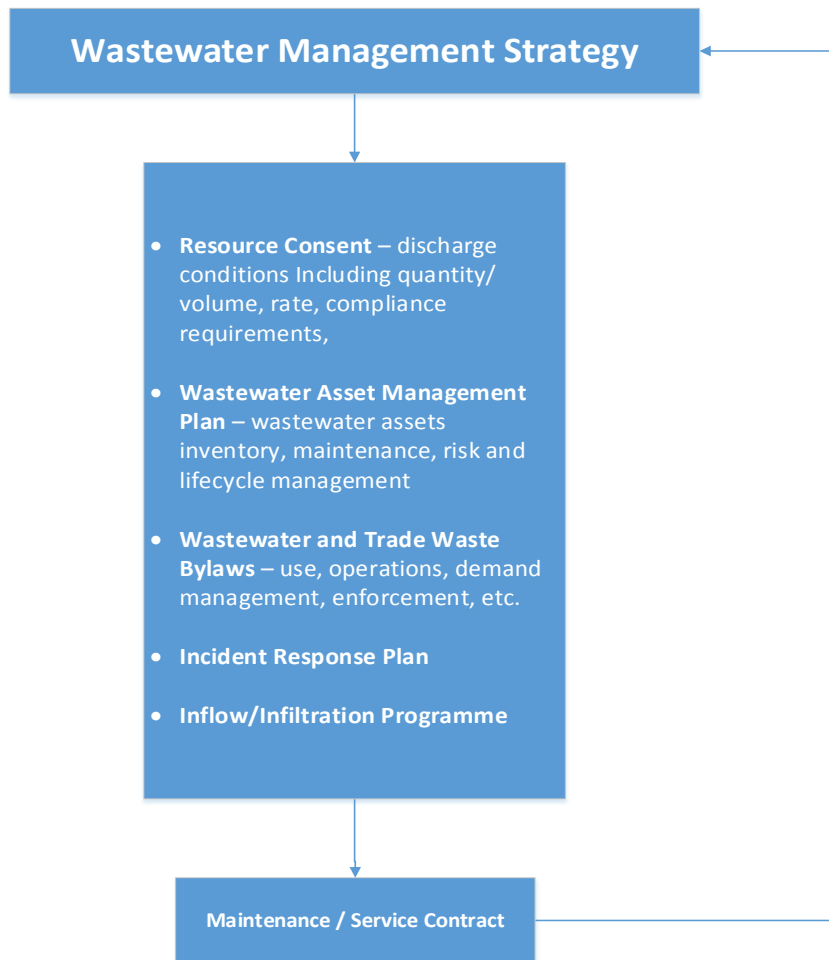 Wastewater Management Strategy
• Resource Consent – discharge
conditions Including quantity/
volume, rate, compliance
requirements,
• Wastewater Asset Management
Plan – wastewater assets
inventory, maintenance, risk and
lifecycle management
• Wastewater and Trade Waste
Bylaws – use, operations, demand
management, enforcement, etc.
• Incident Response Plan
• Inflow/Infiltration Programme
Maintenance / Service Contract